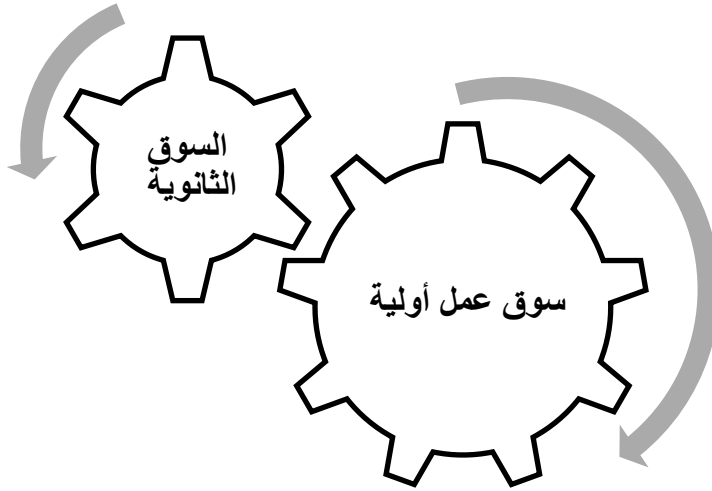 السوق
الثانوية
سوق عمل أولية